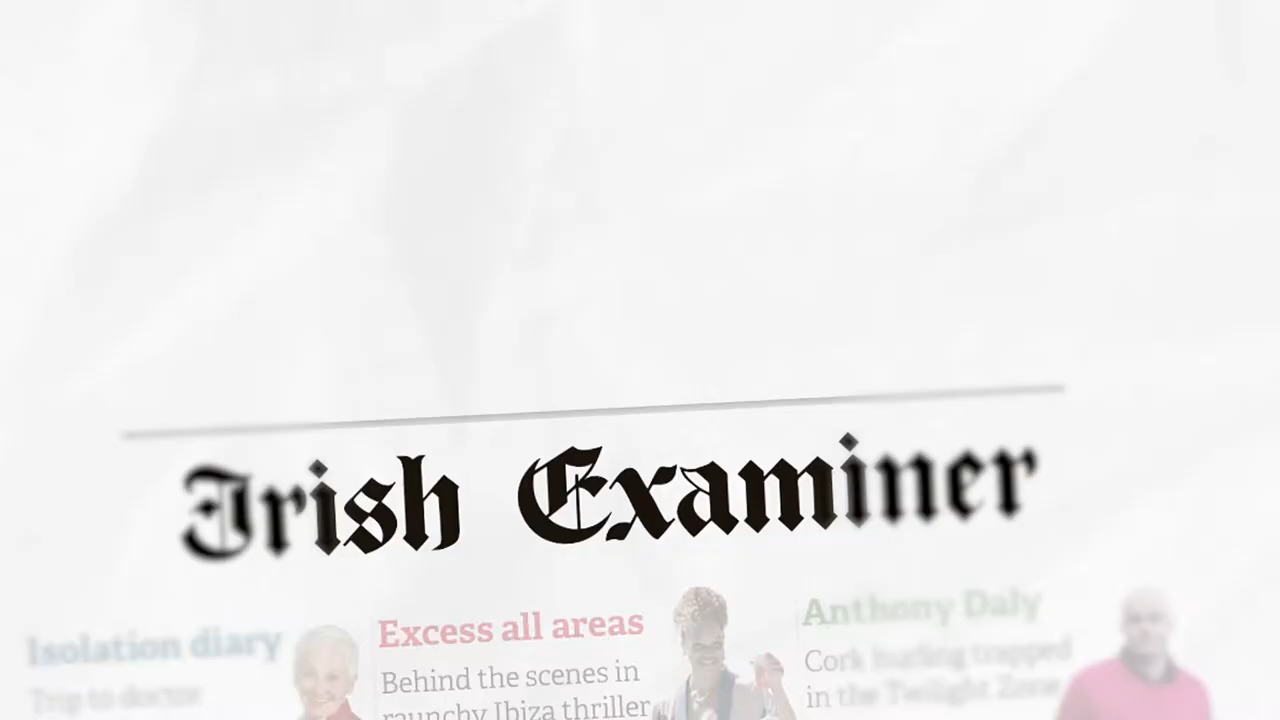 Irish Examiner
Isolation diary
Trip to doctor
Excess all areas
Behind the scenes in
raunchy Ibiza thriller
Anthony Daly
Cork hurling trapped
in the Twilight Zone